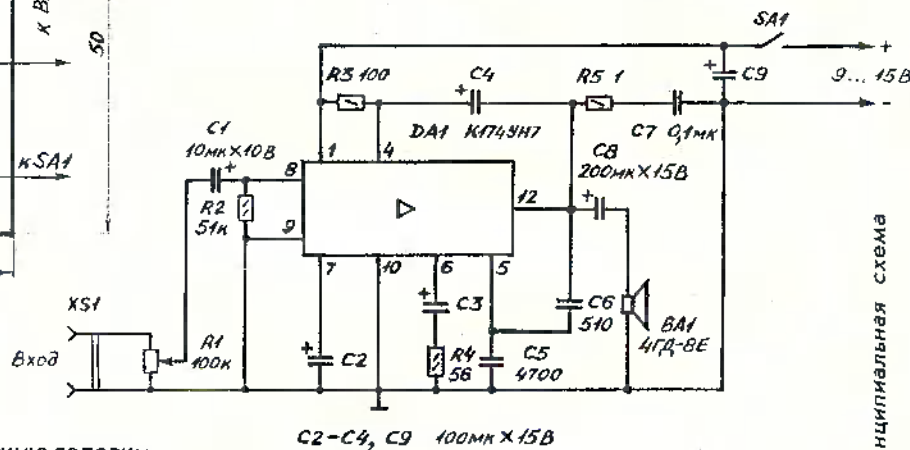 к В
50
SA1
+
R3 100
C4
+
R5 1
+
C9
9...15В
-
C1
10мк×10В
+
DA1 К174УН7
C7 0,1мк
кSA1
1
4
C8
200мк×15В
8
R2
51к
12
+
9
7
10
6
5
XS1
Вход
R1
100к
+
C2
+
C3
R4
56
C5
4700
C6
510
ВА1
4ГД-8Е
C2-C4, C9 100мк×15В
нципиальная схема